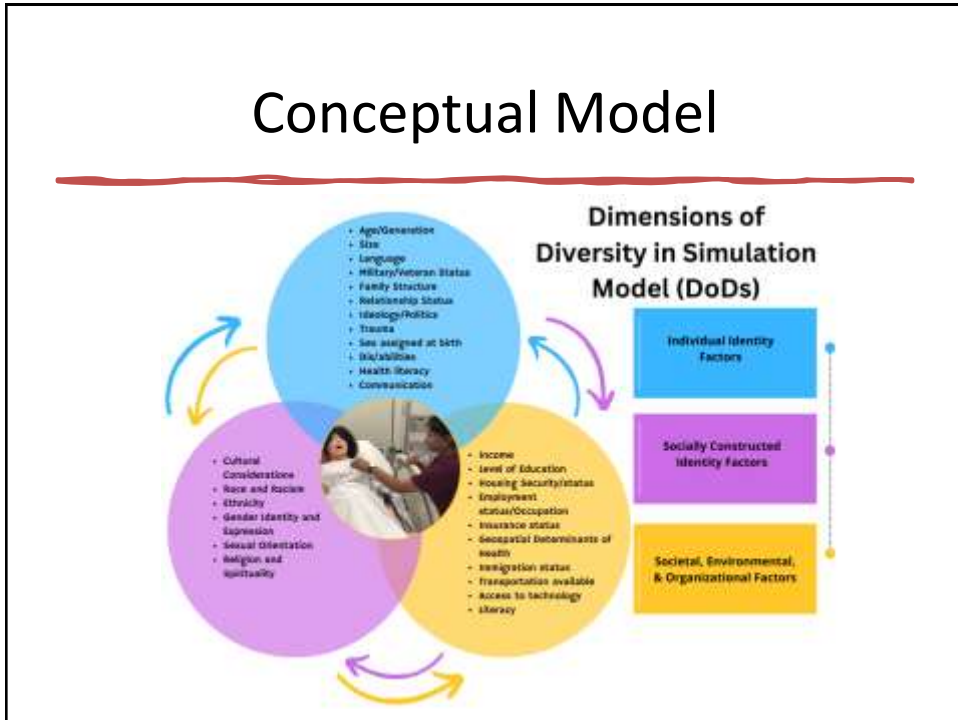 Conceptual Model
Dimensions of
Diversity in Simulation
Model (DoDs)
• Age/Generation
• Size
• Language
• Military/Veteran Status
• Family Structure
• Relationship Status
• Ideology/Politics
• Trauma
• Sex assigned at birth
• Dis/abilities
• Health literacy
• Communication
• Cultural
Considerations
• Race and Racism
• Ethnicity
• Gender Identity and
Expression
• Sexual Orientation
• Religion and
spirituality
• Income
• Level of Education
• Housing Security/status
• Employment
status/Occupation
• Insurance status
• Geospatial Determinants of
Health
• Immigration status
• Transportation available
• Access to technology
• Literacy
Individual Identity
Factors
Socially Constructed
Identity Factors
Societal, Environmental,
& Organizational Factors